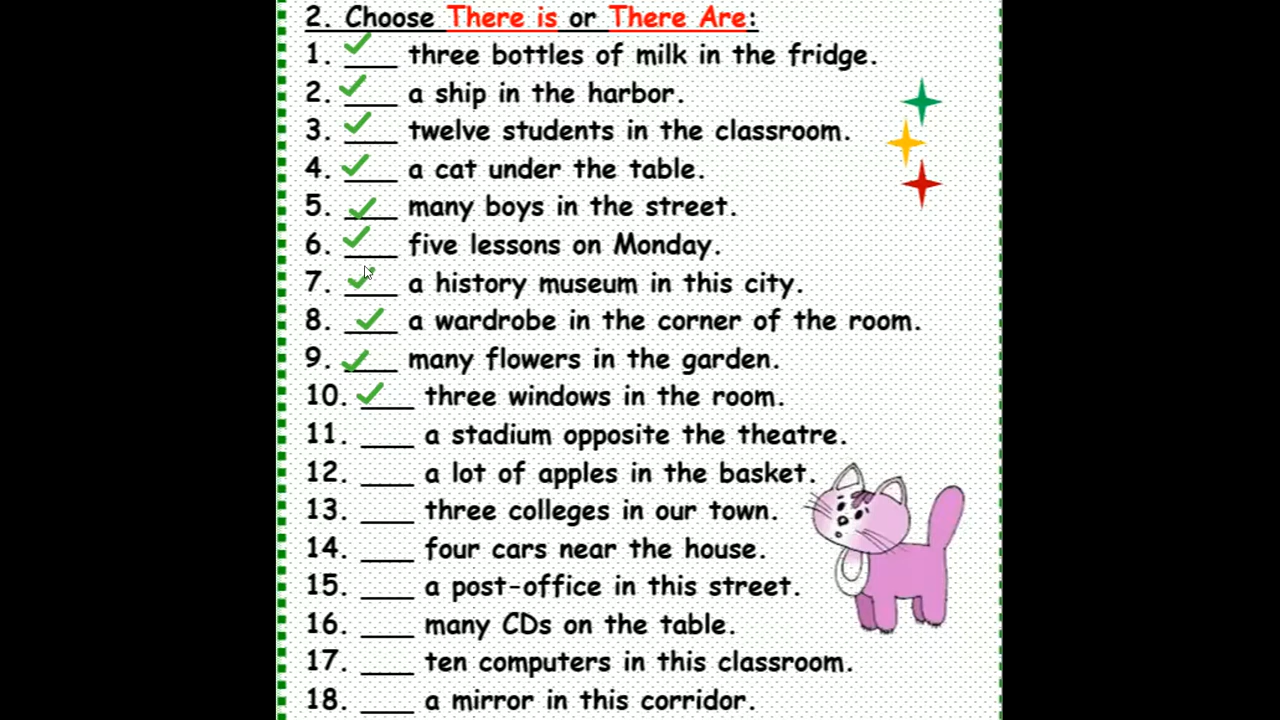 2. Choose There is or There Are:
1. ____ three bottles of milk in the fridge.
2. ____ a ship in the harbor.
3. ____ twelve students in the classroom.
4. ____ a cat under the table.
5. ____ many boys in the street.
6. ____ five lessons on Monday.
7. ____ a history museum in this city.
8. ____ a wardrobe in the corner of the room.
9. ____ many flowers in the garden.
10. ____ three windows in the room.
11. ____ a stadium opposite the theatre.
12. ____ a lot of apples in the basket.
13. ____ three colleges in our town.
14. ____ four cars near the house.
15. ____ a post-office in this street.
16. ____ many CDs on the table.
17. ____ ten computers in this classroom.
18. ____ a mirror in this corridor.